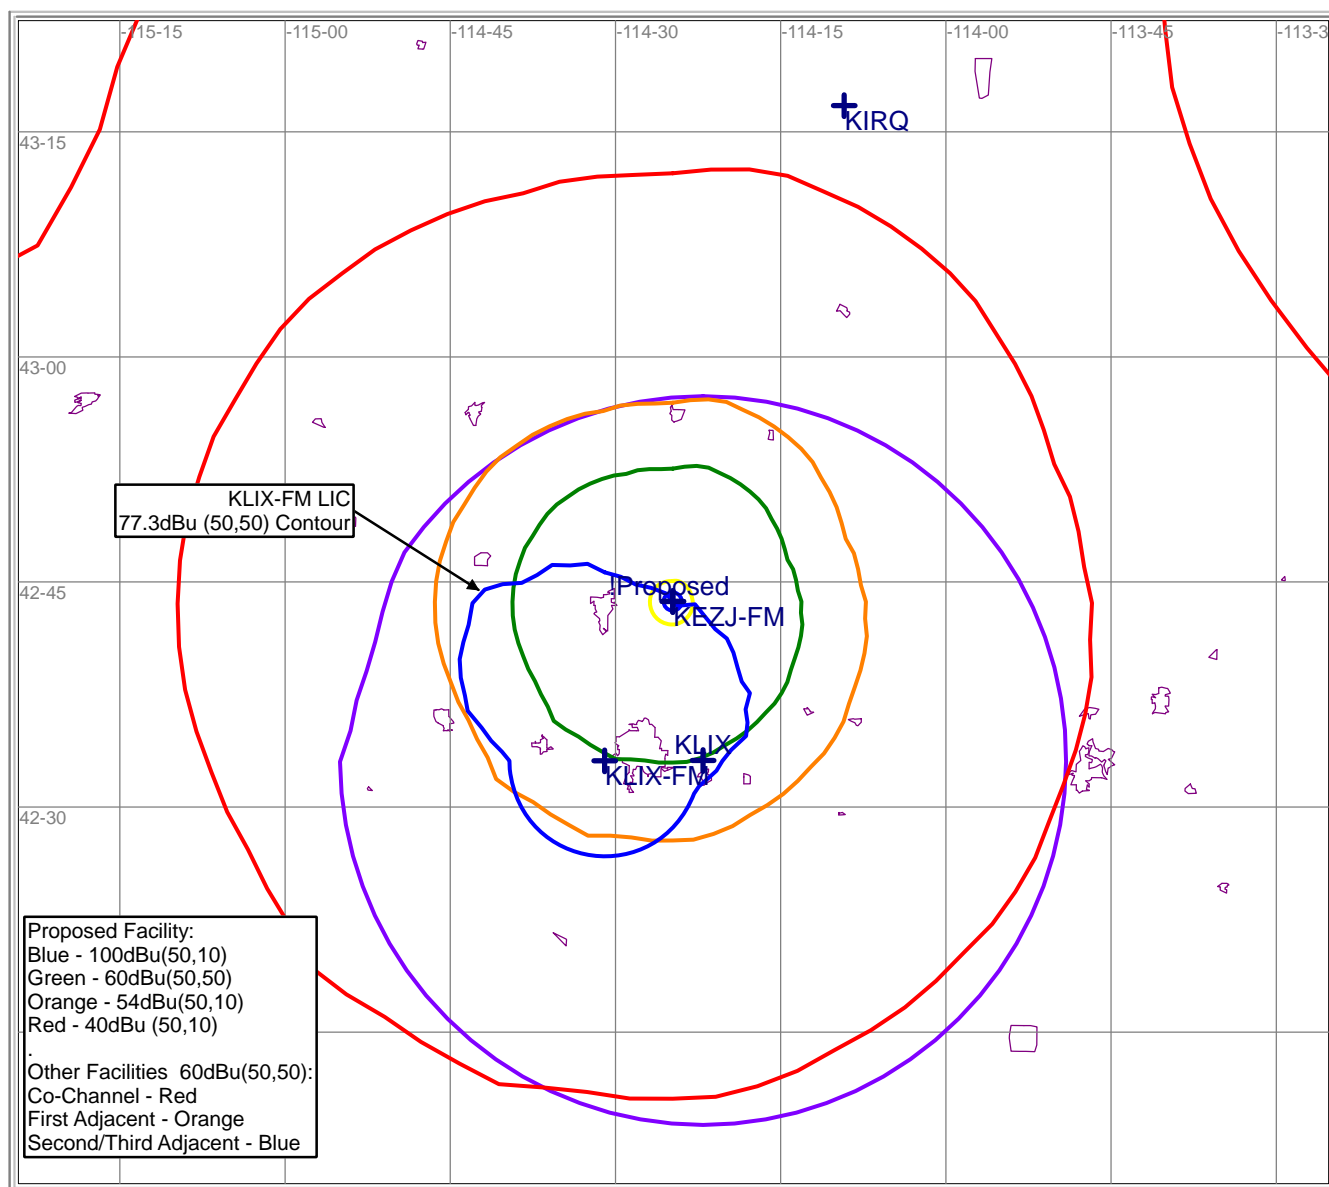 -115-15
-115-00
-114-45
-114-30
-114-15
-114-00
-113-45
-113-3
KIRQ
43-15
43-00
KLIX-FM LIC
77.3dBu (50,50) Contour
42-45
Proposed
KEZJ-FM
KLIX
KLIX-FM
42-30
Proposed Facility:
Blue - 100dBu(50,10)
Green - 60dBu(50,50)
Orange - 54dBu(50,10)
Red - 40dBu (50,10)
.
Other Facilities  60dBu(50,50):
Co-Channel - Red
First Adjacent - Orange
Second/Third Adjacent - Blue